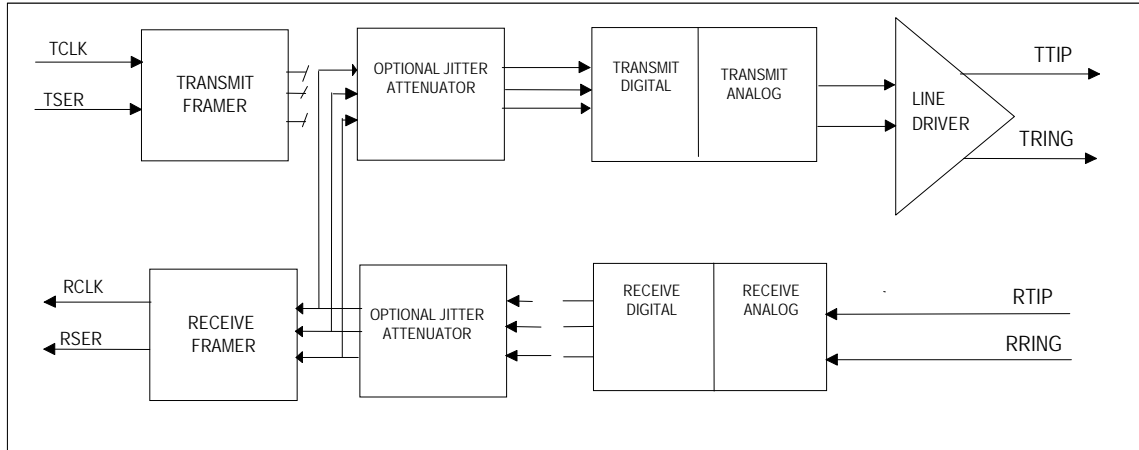 TCLK
TSER
TRANSMIT
FRAMER
OPTIONAL JITTER
ATTENUATOR
TRANSMIT
DIGITAL
TRANSMIT
ANALOG
LINE
DRIVER
TTIP
TRING
RCLK
RSER
RECEIVE
FRAMER
OPTIONAL JITTER
ATTENUATOR
RECEIVE
DIGITAL
RECEIVE
ANALOG
RTIP
RRING